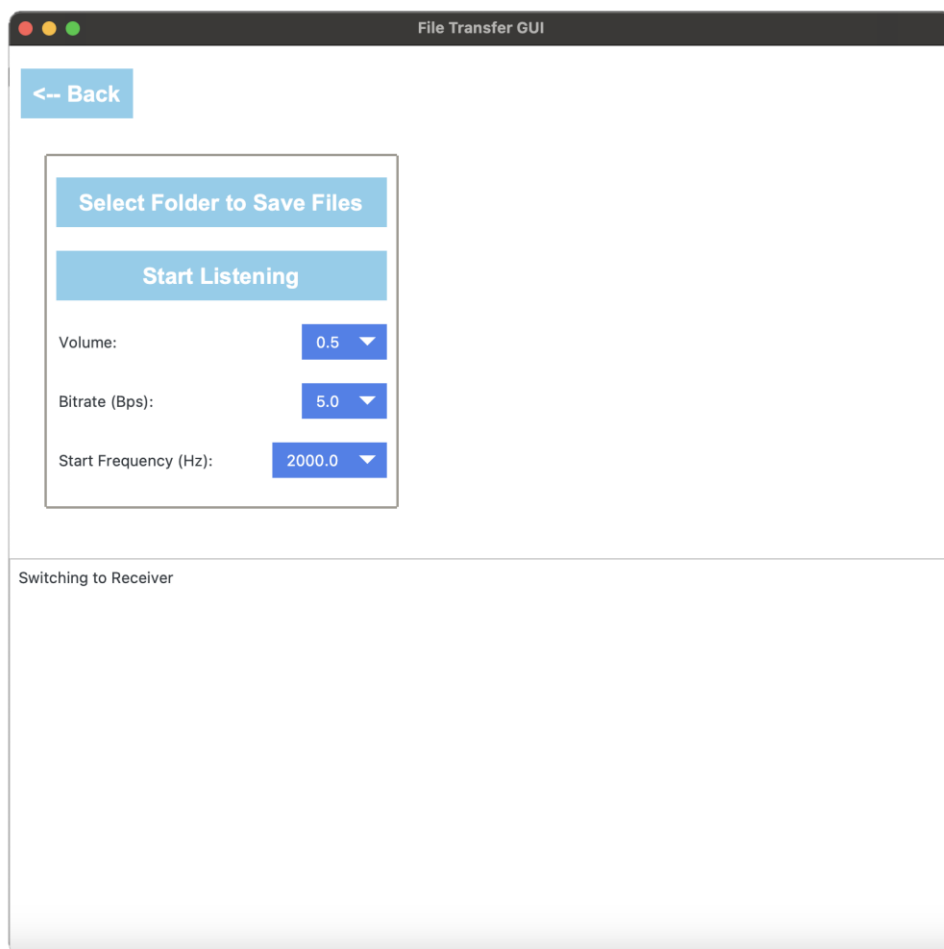 File Transfer GUI
<-- Back
Select Folder to Save Files
Start Listening
Volume: 0.5
Bitrate (Bps): 5.0
Start Frequency (Hz): 2000.0
Switching to Receiver